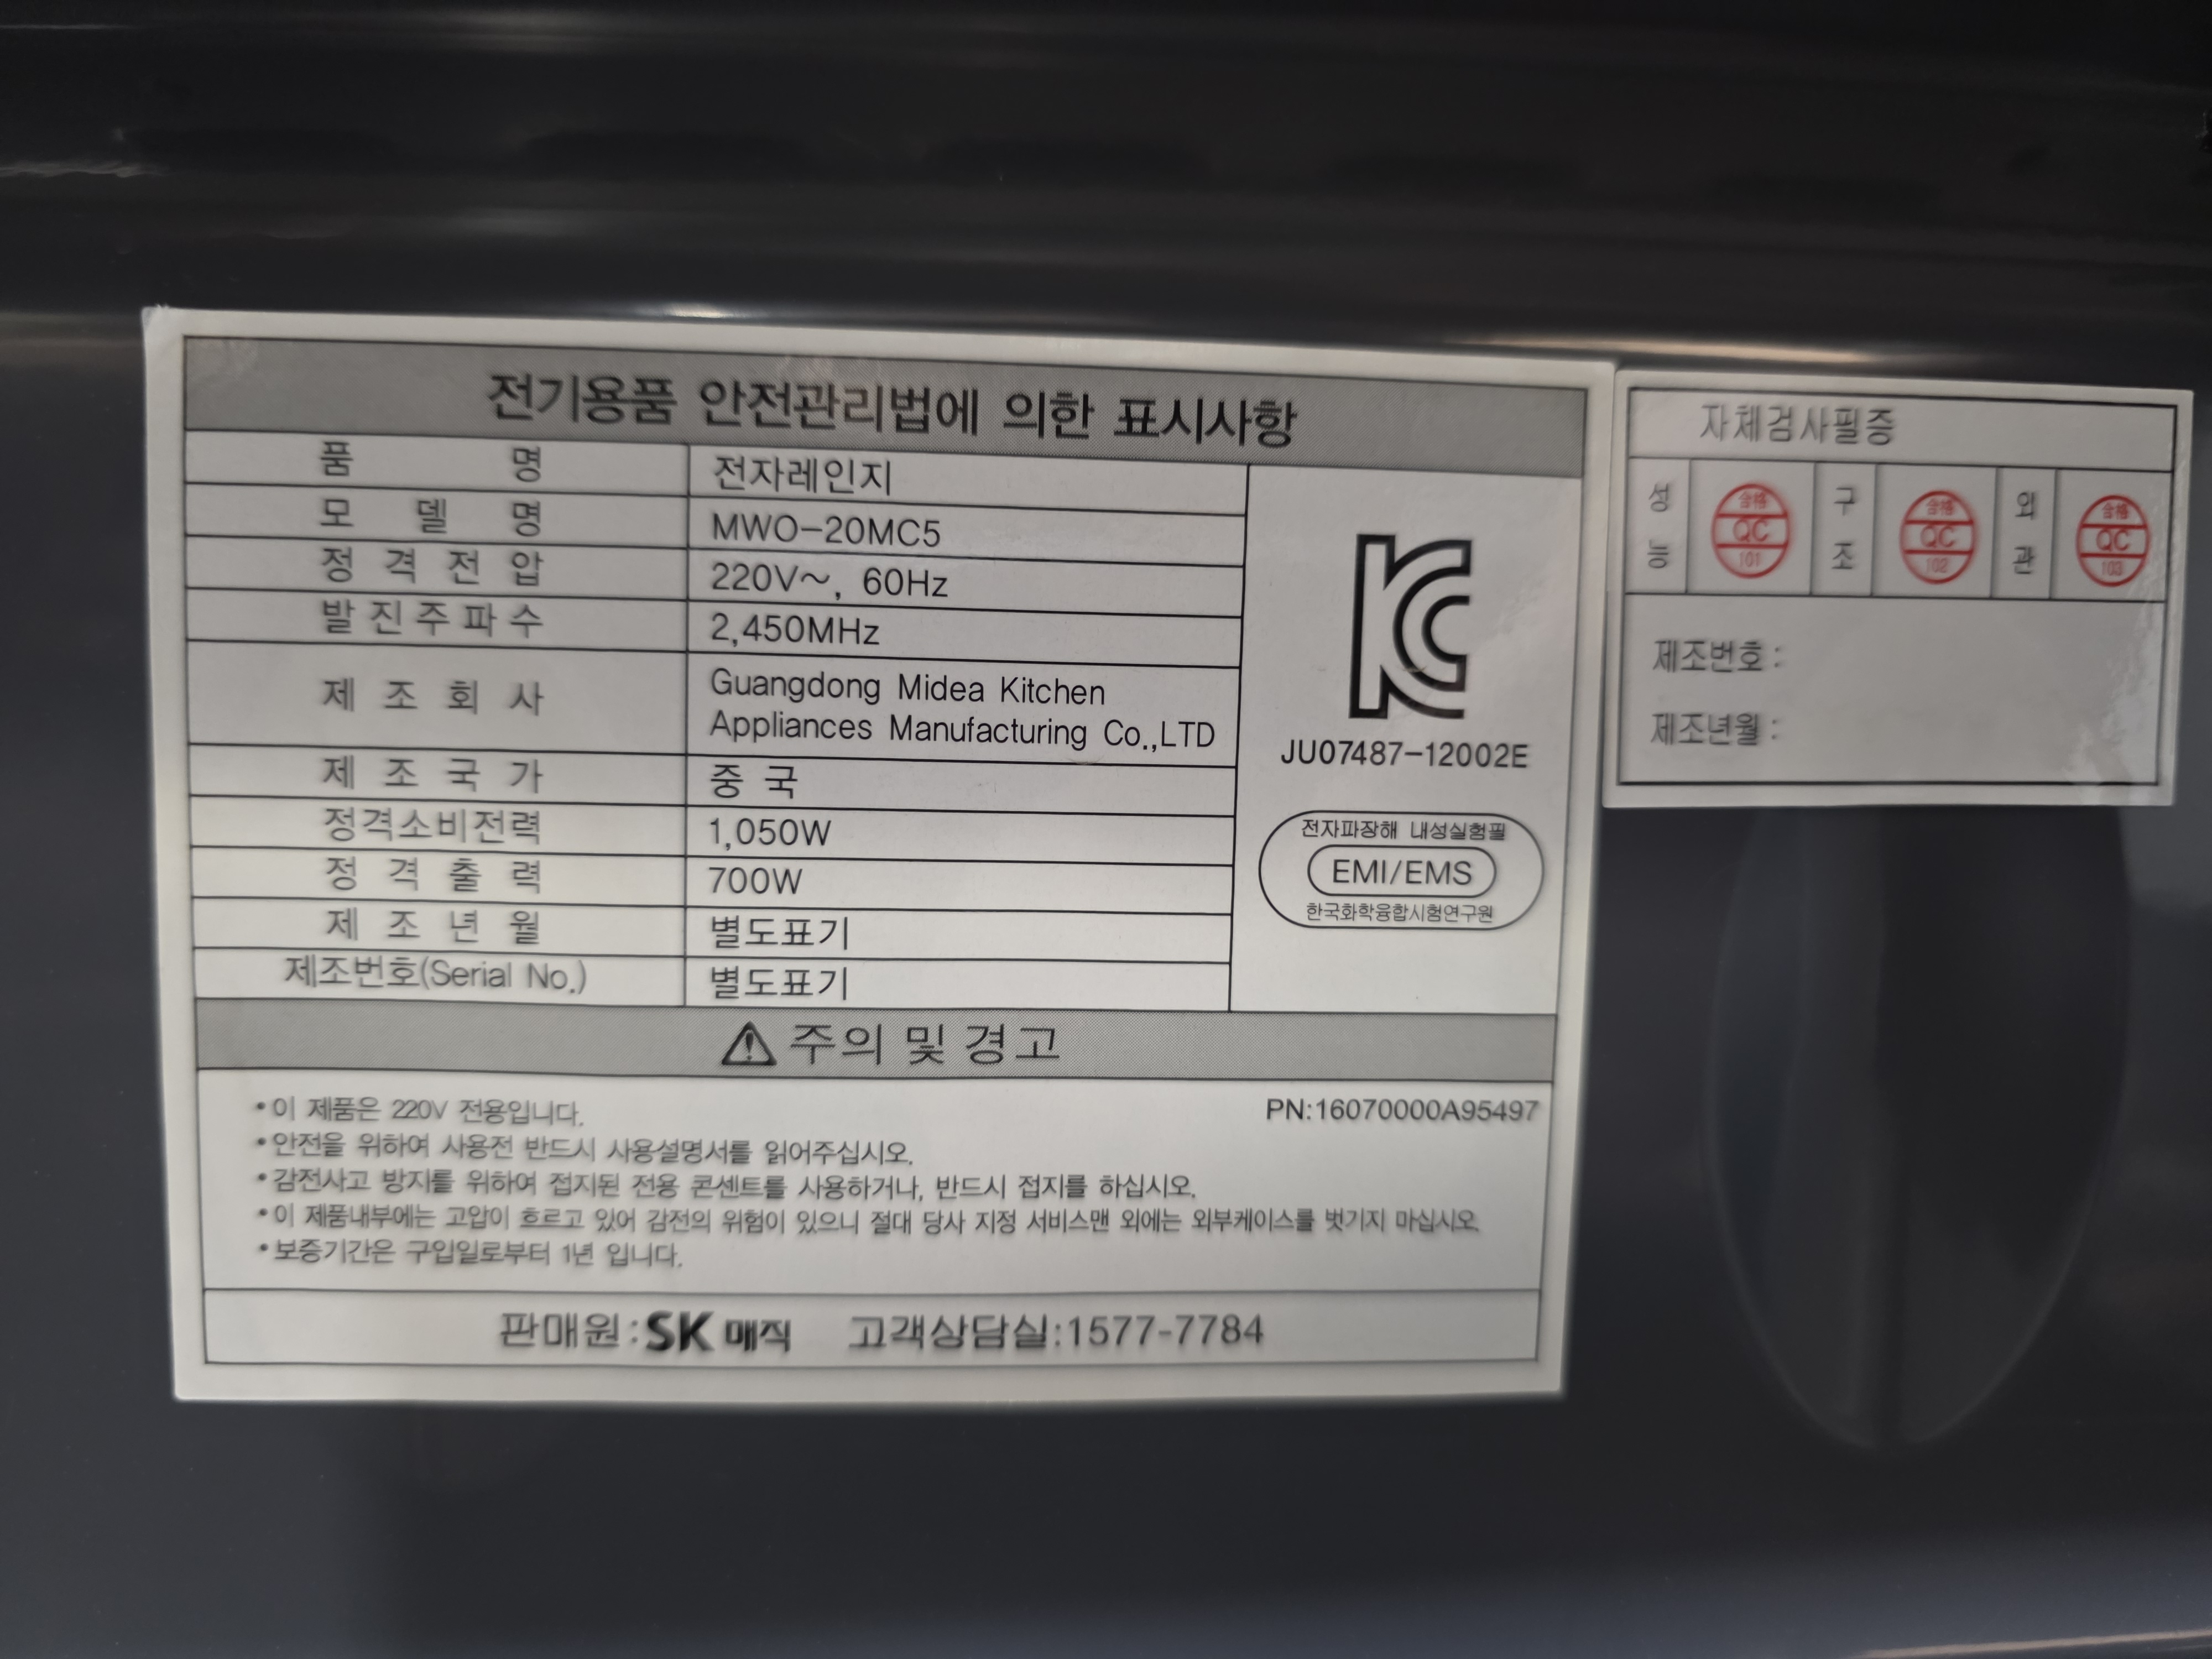 전기용품 안전관리법에 의한 표시사항
품 명 전자레인지
모 델 명 MWO-20MC5
정 격 전 압 220V~, 60Hz
발진주파수 2,450MHz
제 조 회 사 Guangdong Midea Kitchen
Appliances Manufacturing Co.,LTD
제 조 국 가 중 국
정격소비전력 1,050W
정 격 출 력 700W
제 조 년 월 별도표기
제조번호(Serial No.) 별도표기
KC
JU07487-12002E
전자파장해 내성실험필
EMI/EMS
한국화학융합시험연구원
⚠ 주의 및 경고
•이 제품은 220V 전용입니다.
PN:16070000A95497
•안전을 위하여 사용전 반드시 사용설명서를 읽어주십시오.
•감전사고 방지를 위하여 접지된 전용 콘센트를 사용하거나, 반드시 접지를 하십시오.
•이 제품내부에는 고압이 흐르고 있어 감전의 위험이 있으니 절대 당사 지정 서비스맨 외에는 외부케이스를 벗기지 마십시오.
•보증기간은 구입일로부터 1년 입니다.
판매원:SK매직 고객상담실:1577-7784
자체검사필증
성능 合格 QC 101 구조 合格 QC 102 외관 合格 QC 103
제조번호 :
제조년월 :